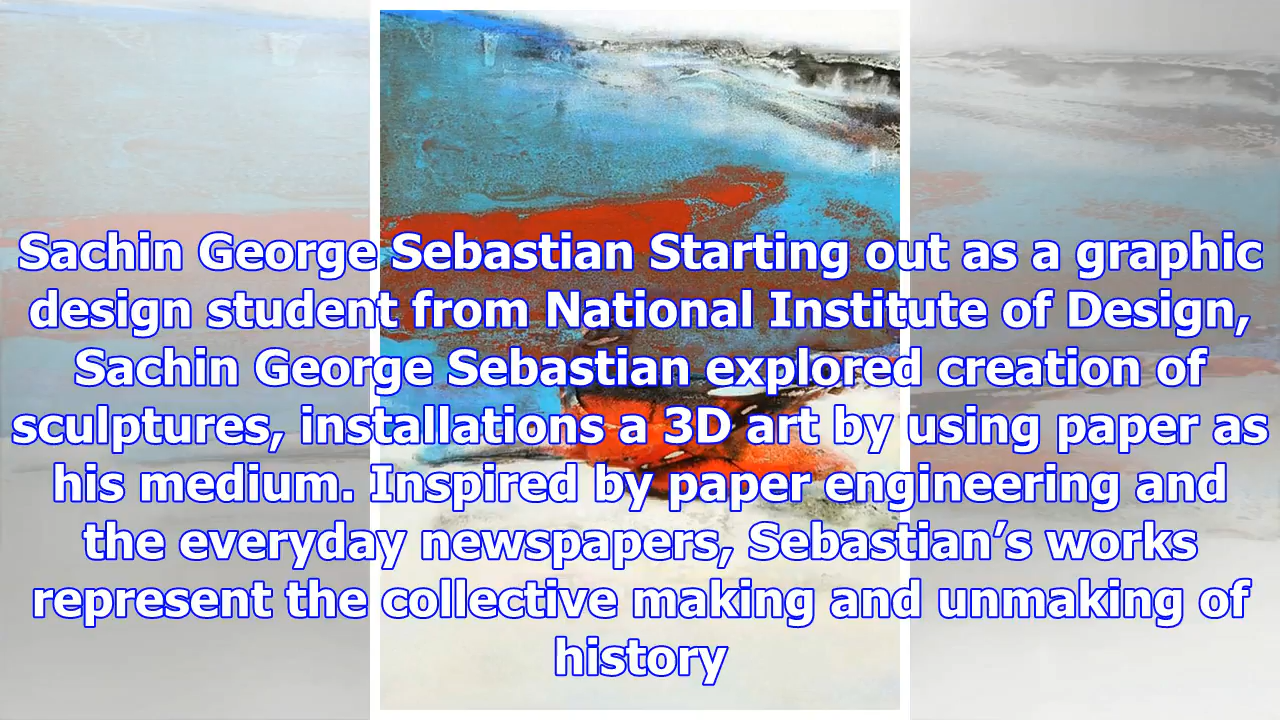 Sachin George Sebastian Starting out as a graphic
design student from National Institute of Design,
Sachin George Sebastian explored creation of
sculptures, installations a 3D art by using paper as
his medium. Inspired by paper engineering and
the everyday newspapers, Sebastian’s works
represent the collective making and unmaking of
history